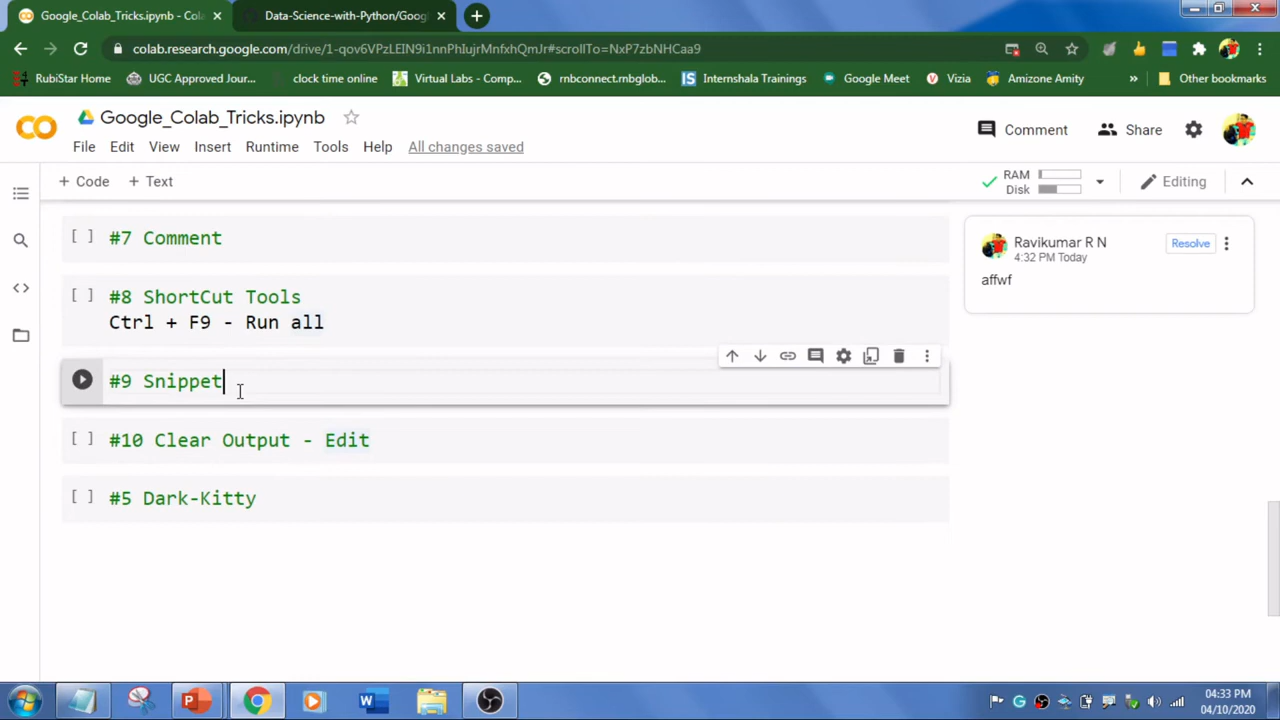 Google_Colab_Tricks.ipynb - Cola
Data-Science-with-Python/Goog
colab.research.google.com/drive/1-qov6VPzLEIN9i1nnPhIujrMnfxhQmJr#scrollTo=NxP7zbNHCaa9
RubiStar Home
UGC Approved Jour...
clock time online
Virtual Labs - Comp...
rnbconnect.rnbglob...
Internshala Trainings
Google Meet
Vizia
Amizone Amity
»
Other bookmarks
Google_Colab_Tricks.ipynb
Comment
Share
File Edit View Insert Runtime Tools Help All changes saved
+ Code + Text
RAM
Disk
Editing
[ ] #7 Comment
Ravikumar R N
4:32 PM Today
Resolve
affwf
[ ] #8 ShortCut Tools
Ctrl + F9 - Run all
#9 Snippet
[ ] #10 Clear Output - Edit
[ ] #5 Dark-Kitty
04:33 PM
04/10/2020